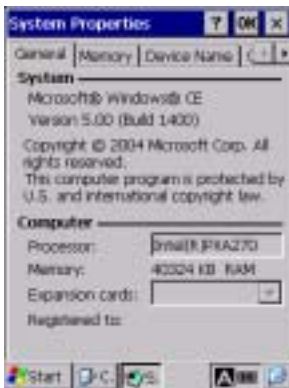 System Properties ? OK ×
General Memory Device Name
System
Microsoft® Windows® CE
Version 5.00 (Build 1400)
Copyright © 2004 Microsoft Corp. All
rights reserved.
This computer program is protected by
U.S. and international copyright law.
Computer
Processor: Intel(R)PXA270
Memory: 40324 KB RAM
Expansion cards:
Registered to:
Start C. S. A